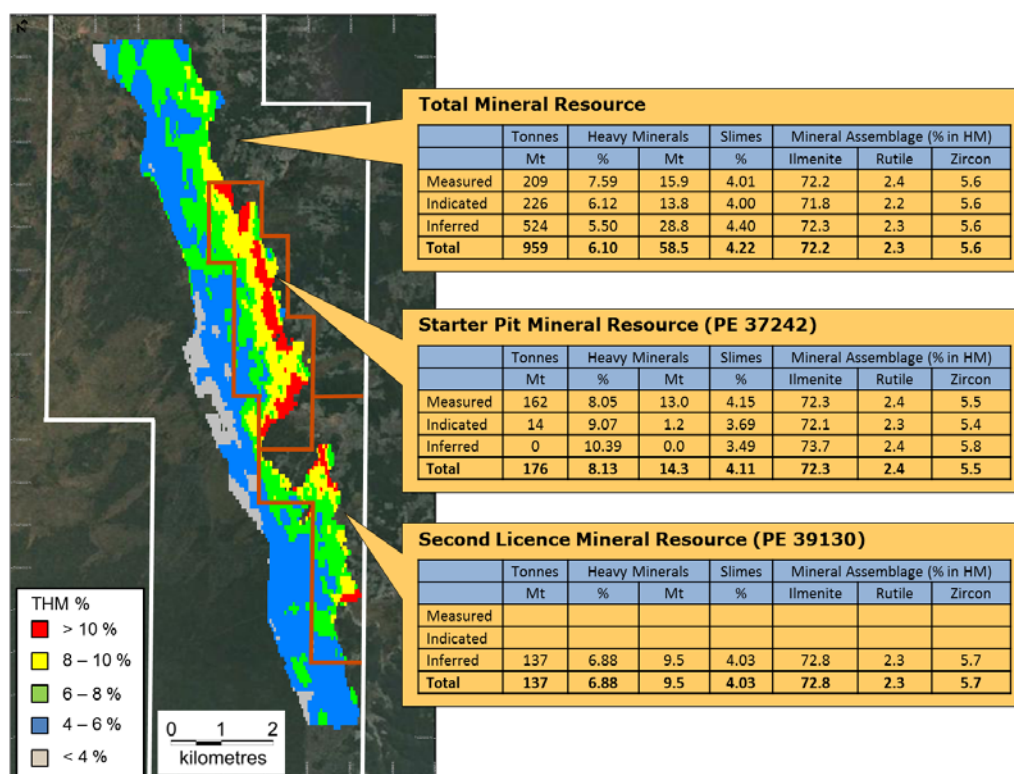 Total Mineral Resource
Tonnes Heavy Minerals Slimes Mineral Assemblage (% in HM)
Mt % Mt % Ilmenite Rutile Zircon
Measured 209 7.59 15.9 4.01 72.2 2.4 5.6
Indicated 226 6.12 13.8 4.00 71.8 2.2 5.6
Inferred 524 5.50 28.8 4.40 72.3 2.3 5.6
Total 959 6.10 58.5 4.22 72.2 2.3 5.6
Starter Pit Mineral Resource (PE 37242)
Tonnes Heavy Minerals Slimes Mineral Assemblage (% in HM)
Mt % Mt % Ilmenite Rutile Zircon
Measured 162 8.05 13.0 4.15 72.3 2.4 5.5
Indicated 14 9.07 1.2 3.69 72.1 2.3 5.4
Inferred 0 10.39 0.0 3.49 73.7 2.4 5.8
Total 176 8.13 14.3 4.11 72.3 2.4 5.5
Second Licence Mineral Resource (PE 39130)
Tonnes Heavy Minerals Slimes Mineral Assemblage (% in HM)
Mt % Mt % Ilmenite Rutile Zircon
Measured
Indicated
Inferred 137 6.88 9.5 4.03 72.8 2.3 5.7
Total 137 6.88 9.5 4.03 72.8 2.3 5.7
THM %
> 10 %
8 – 10 %
6 – 8 %
4 – 6 %
< 4 %
0 1 2
kilometres